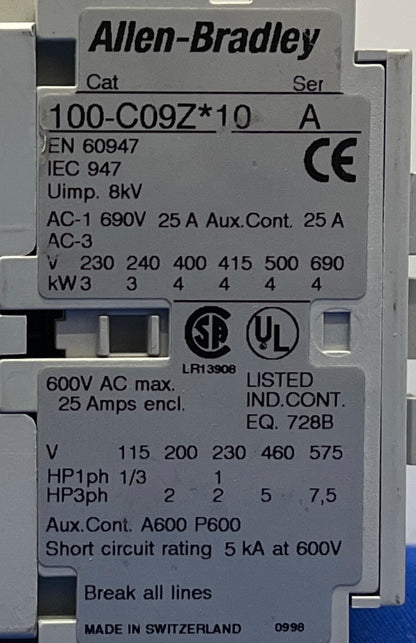 Allen-Bradley
Cat Ser
100-C09Z*10 A
EN 60947
IEC 947
Uimp. 8kV
CE
AC-1 690V 25 A Aux.Cont. 25 A
AC-3
V 230 240 400 415 500 690
kW 3 3 4 4 4 4
SP UL
LR13908
600V AC max. LISTED
25 Amps encl. IND.CONT.
EQ. 728B
V 115 200 230 460 575
HP1ph 1/3 1
HP3ph 2 2 5 7,5
Aux.Cont. A600 P600
Short circuit rating 5 kA at 600V
Break all lines
MADE IN SWITZERLAND 0998